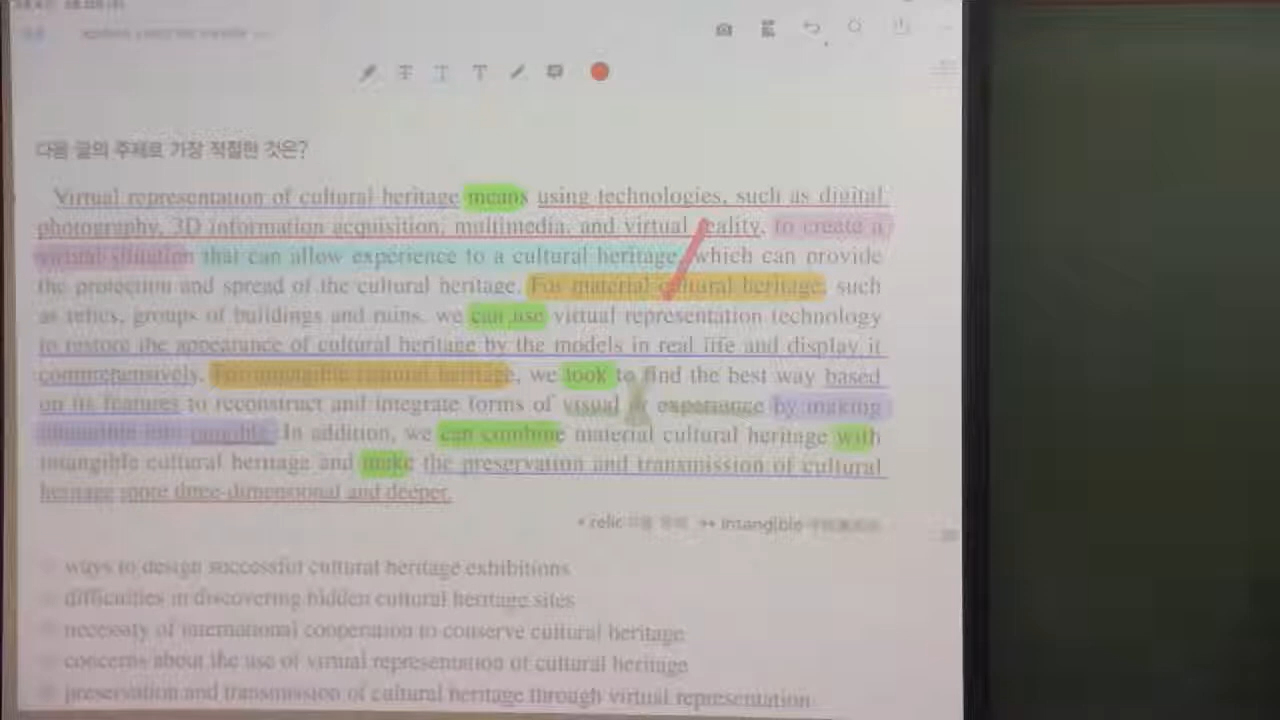 다음 글의 주제로 가장 적절한 것은?
Virtual representation of cultural heritage means using technologies, such as digital
photography, 3D information acquisition, multimedia, and virtual reality, to create a
virtual situation that can allow experience to a cultural heritage, which can provide
the protection and spread of the cultural heritage. For material cultural heritage, such
as relics, groups of buildings and ruins, we can use virtual representation technology
to restore the appearance of cultural heritage by the models in real life and display it
comprehensively. For intangible cultural heritage, we look to find the best way based
on its features to reconstruct and integrate forms of visual or experience by making
intangible into tangible. In addition, we can combine material cultural heritage with
intangible cultural heritage and make the preservation and transmission of cultural
heritage more three-dimensional and deeper.
* relic ** intangible
ways to design successful cultural heritage exhibitions
difficulties in discovering hidden cultural heritage sites
necessity of international cooperation to conserve cultural heritage
concerns about the use of virtual representation of cultural heritage
preservation and transmission of cultural heritage through virtual representation